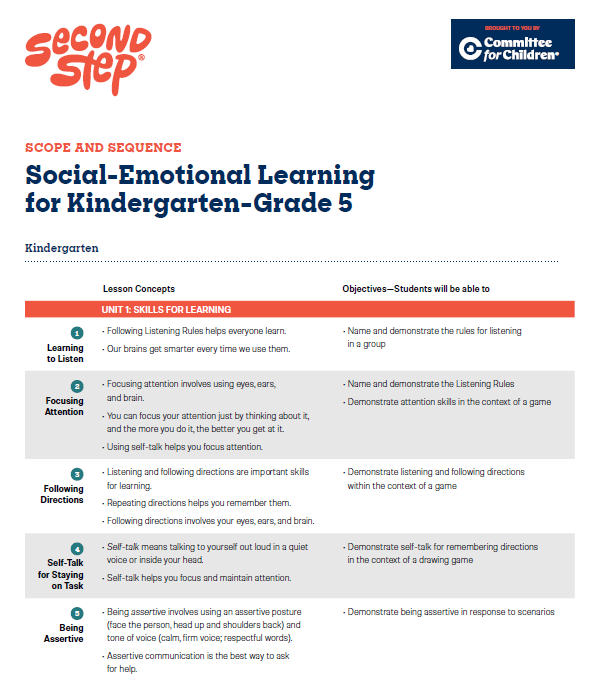 SECOND
STEP®
BROUGHT TO YOU BY
Committee
for Children®
SCOPE AND SEQUENCE
Social-Emotional Learning
for Kindergarten–Grade 5
Kindergarten
Lesson Concepts
Objectives—Students will be able to
UNIT 1: SKILLS FOR LEARNING
1
Learning
to Listen
• Following Listening Rules helps everyone learn.
• Our brains get smarter every time we use them.
• Name and demonstrate the rules for listening
in a group
2
Focusing
Attention
• Focusing attention involves using eyes, ears,
and brain.
• You can focus your attention just by thinking about it,
and the more you do it, the better you get at it.
• Using self-talk helps you focus attention.
• Name and demonstrate the Listening Rules
• Demonstrate attention skills in the context of a game
3
Following
Directions
• Listening and following directions are important skills
for learning.
• Repeating directions helps you remember them.
• Following directions involves your eyes, ears, and brain.
• Demonstrate listening and following directions
within the context of a game
4
Self-Talk
for Staying
on Task
• Self-talk means talking to yourself out loud in a quiet
voice or inside your head.
• Self-talk helps you focus and maintain attention.
• Demonstrate self-talk for remembering directions
in the context of a drawing game
5
Being
Assertive
• Being assertive involves using an assertive posture
(face the person, head up and shoulders back) and
tone of voice (calm, firm voice; respectful words).
• Assertive communication is the best way to ask
for help.
• Demonstrate being assertive in response to scenarios